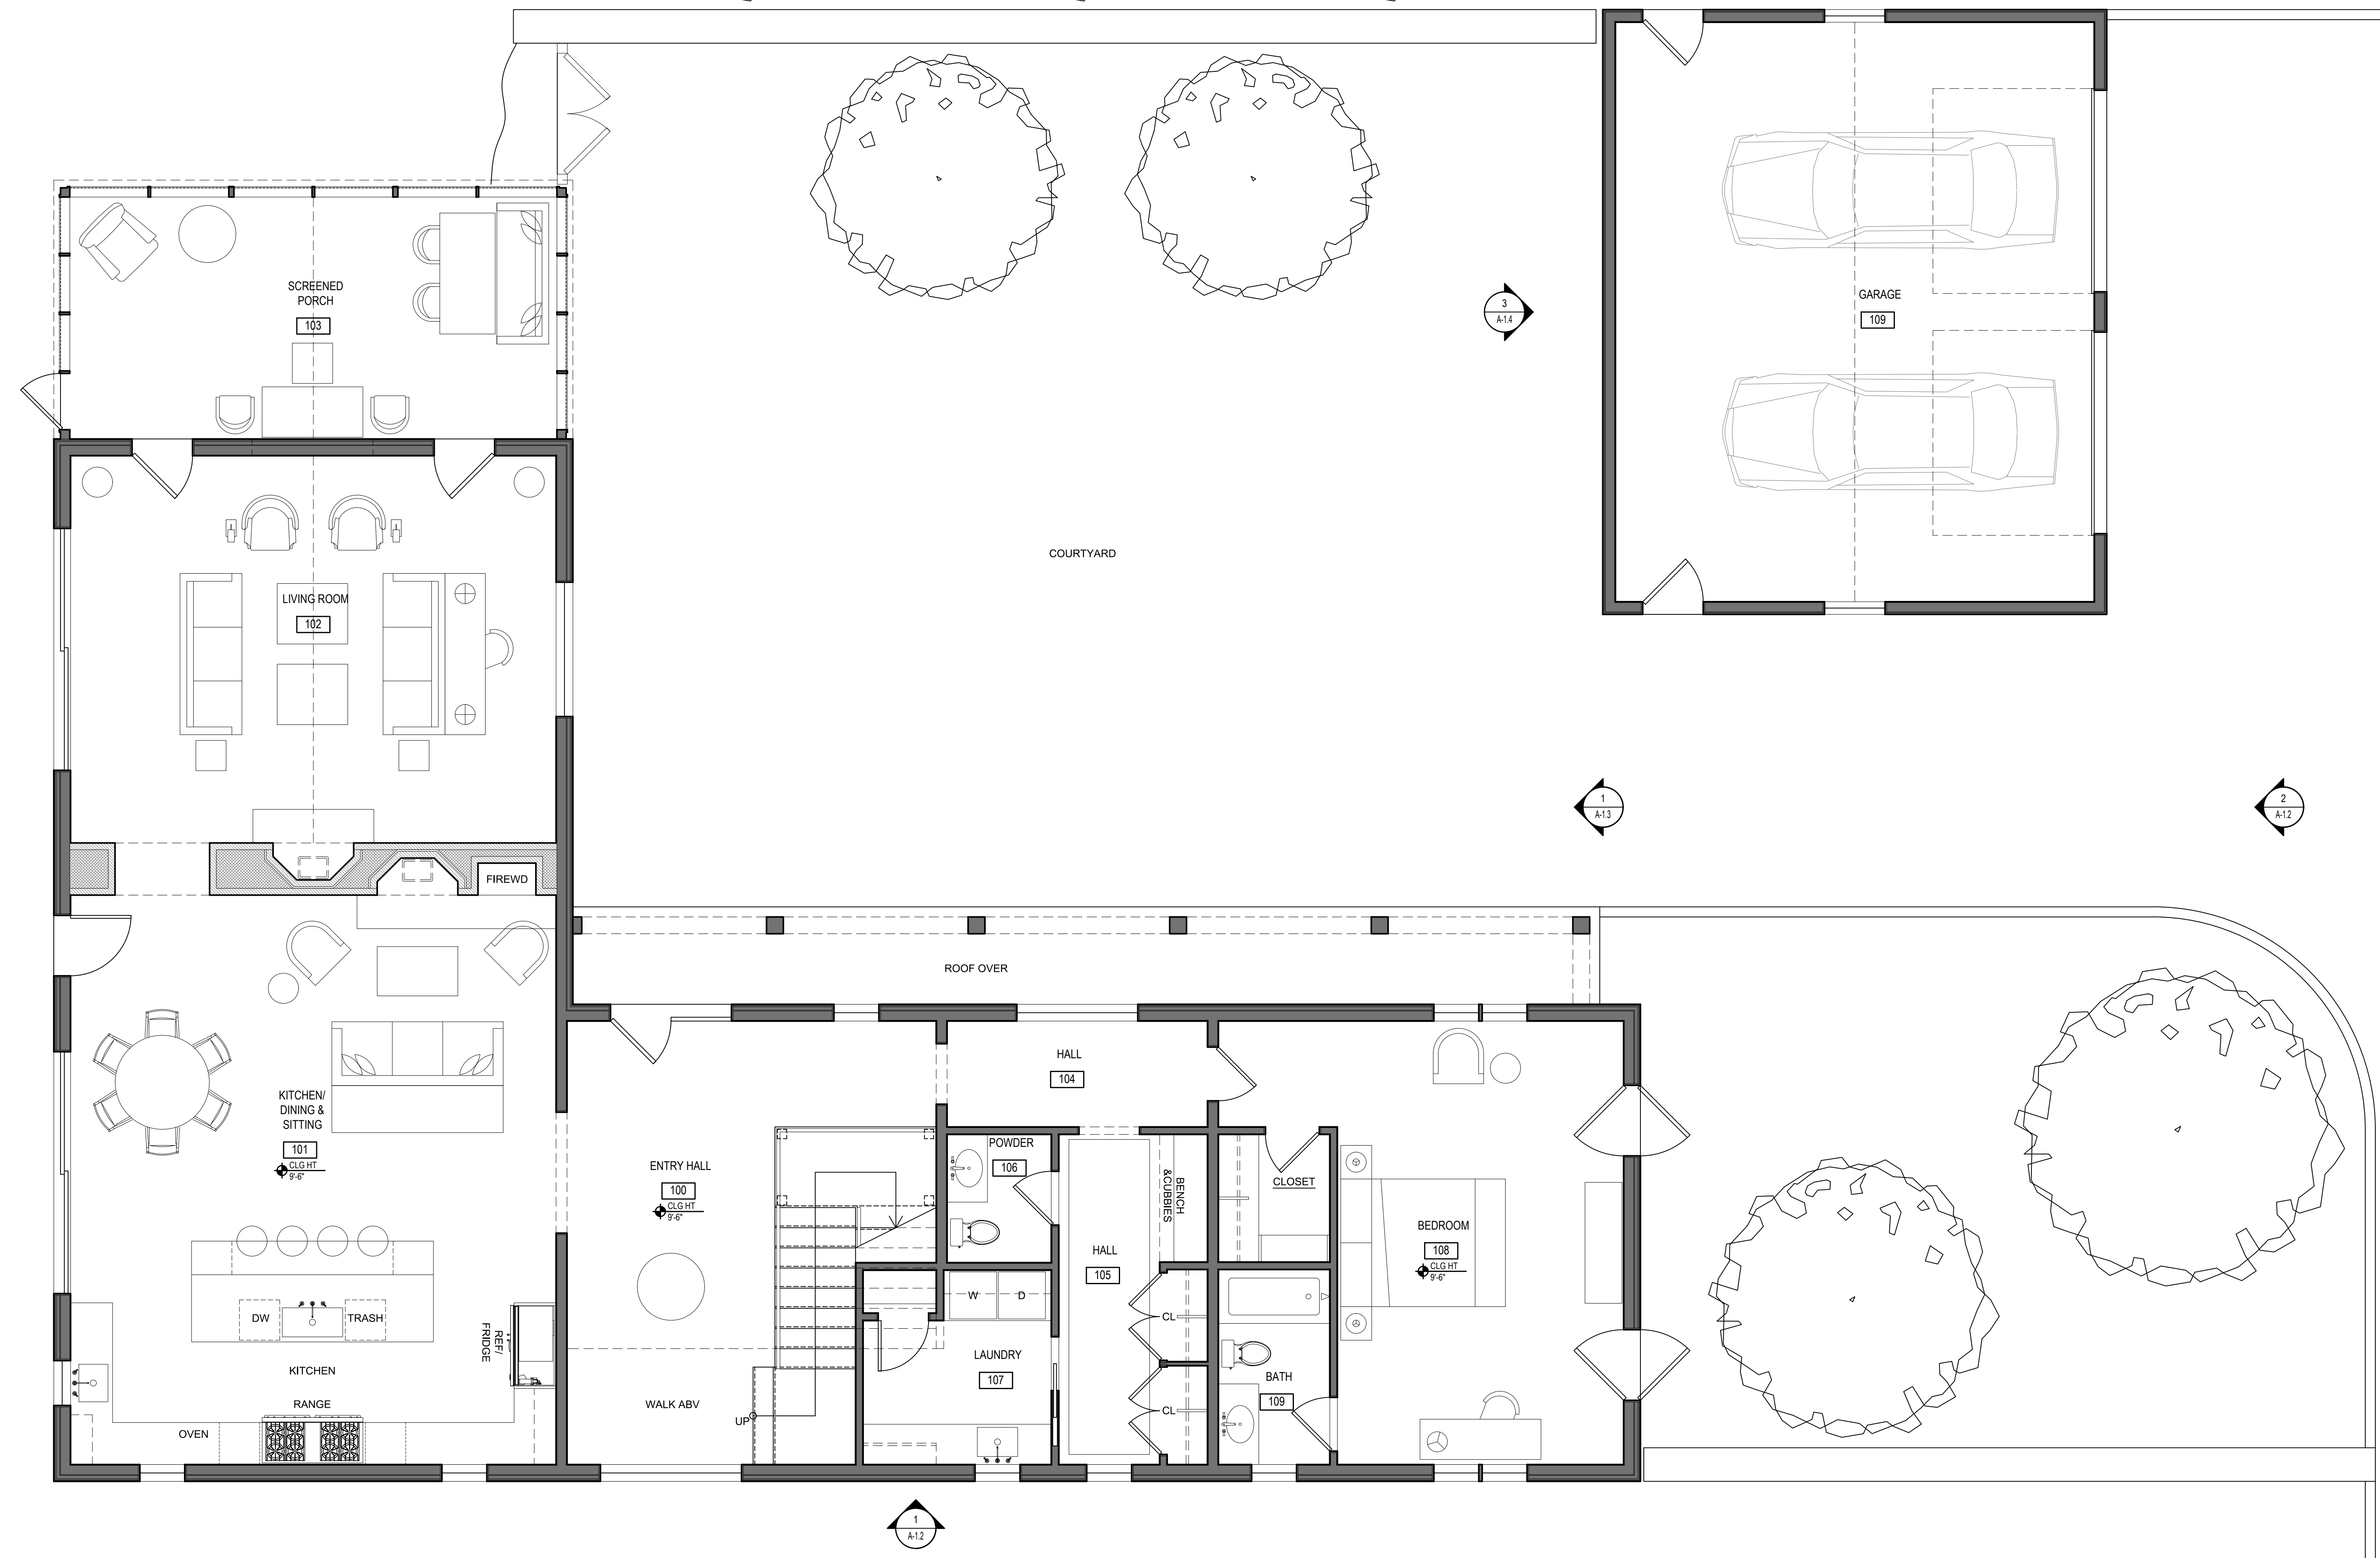 SCREENED
PORCH
103
3
A-1.4
GARAGE
109
COURTYARD
LIVING ROOM
102
1
A-1.3
2
A-1.2
FIREWD
ROOF OVER
KITCHEN/
DINING &
SITTING
101
CLG HT
9'-6"
ENTRY HALL
100
CLG HT
9'-6"
HALL
104
POWDER
106
BENCH
&CUBBIES
CLOSET
BEDROOM
108
CLG HT
9'-6"
HALL
105
W
D
CL
DW
TRASH
REF/
FRIDGE
KITCHEN
LAUNDRY
107
BATH
109
RANGE
WALK ABV
UP
CL
OVEN
1
A-1.2